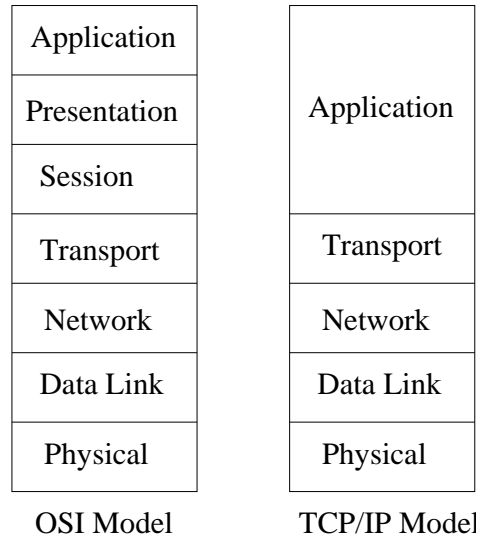 Application
Presentation
Session
Transport
Network
Data Link
Physical
OSI Model
Application
Transport
Network
Data Link
Physical
TCP/IP Model